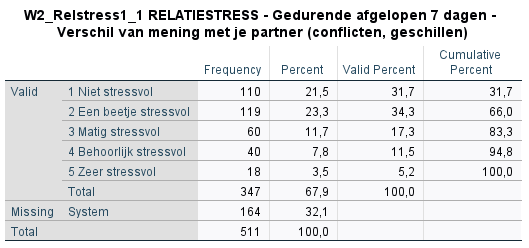 W2_Relstress1_1 RELATIESTRESS - Gedurende afgelopen 7 dagen -
Verschil van mening met je partner (conflicten, geschillen)
Frequency Percent Valid Percent Cumulative Percent
Valid 1 Niet stressvol 110 21,5 31,7 31,7
2 Een beetje stressvol 119 23,3 34,3 66,0
3 Matig stressvol 60 11,7 17,3 83,3
4 Behoorlijk stressvol 40 7,8 11,5 94,8
5 Zeer stressvol 18 3,5 5,2 100,0
Total 347 67,9 100,0
Missing System 164 32,1
Total 511 100,0